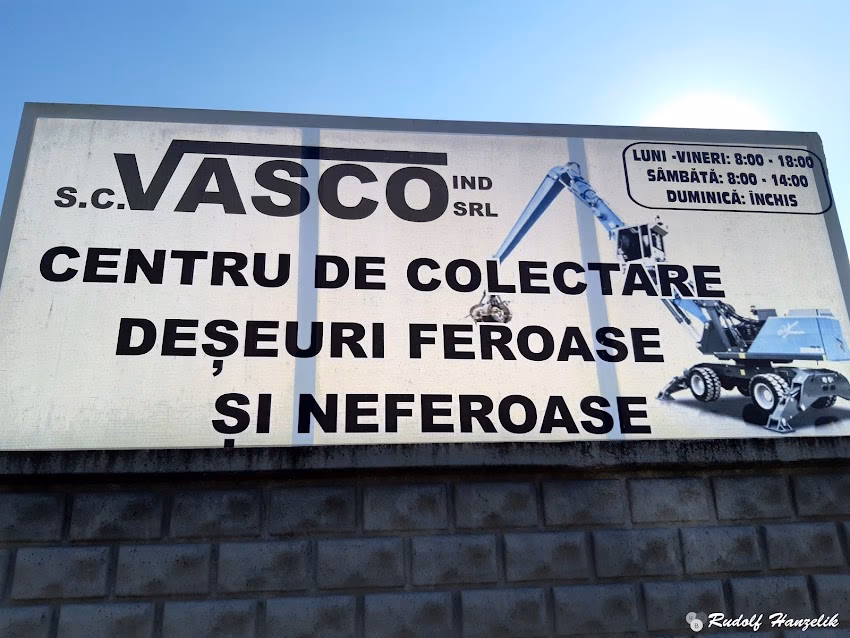 S.C. VASCO IND SRL
LUNI -VINERI: 8:00 - 18:00
SÂMBĂTĂ: 8:00 - 14:00
DUMINICĂ: ÎNCHIS
CENTRU DE COLECTARE
DEȘEURI FEROASE
ȘI NEFEROASE
Rudolf Hanzelik